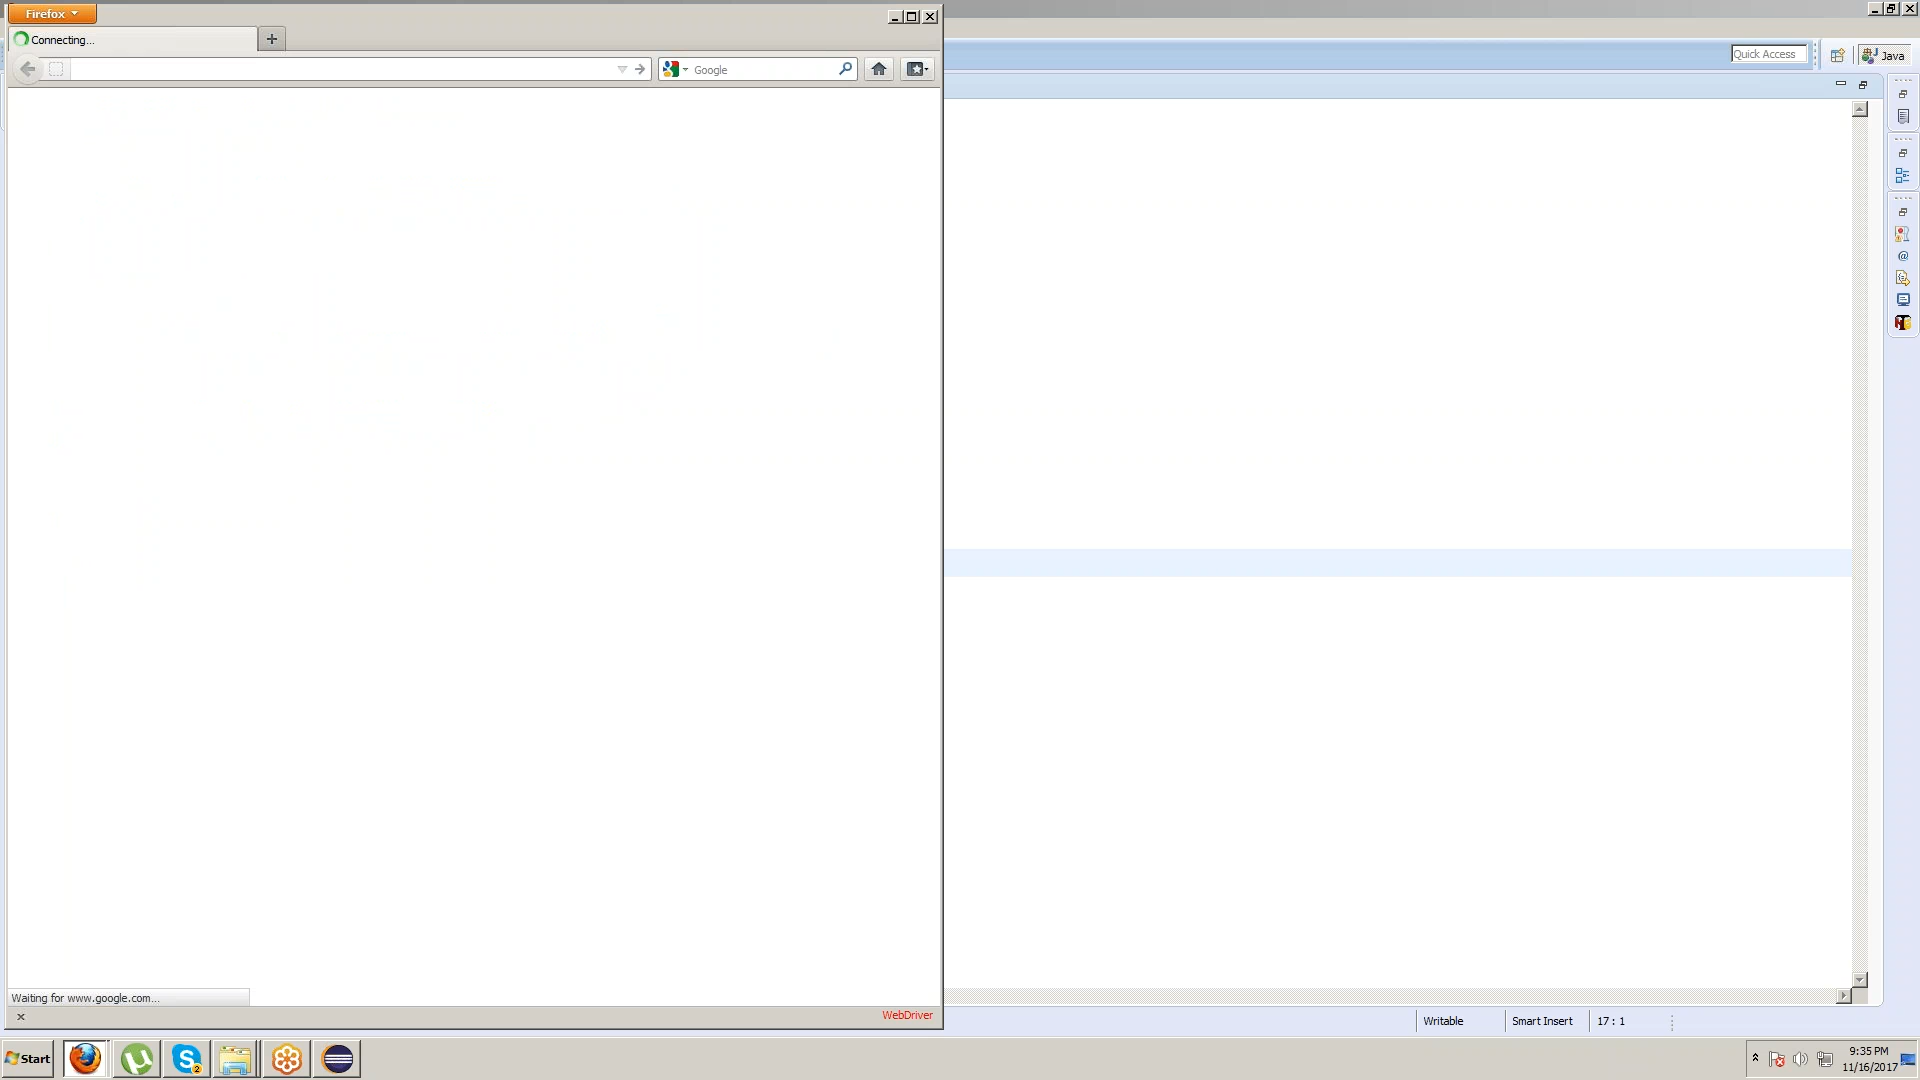 Firefox
Connecting...
Google
Quick Access
Java
Waiting for www.google.com...
WebDriver
Writable
Smart Insert
17 : 1
Start
2
9:35 PM
11/16/2017